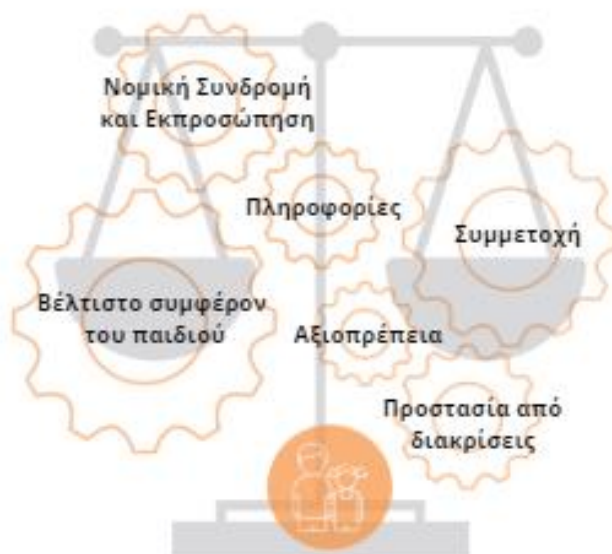 Νομική Συνδρομή
και Εκπροσώπηση
Πληροφορίες
Συμμετοχή
Βέλτιστο συμφέρον
του παιδιού
Αξιοπρέπεια
Προστασία από
διακρίσεις